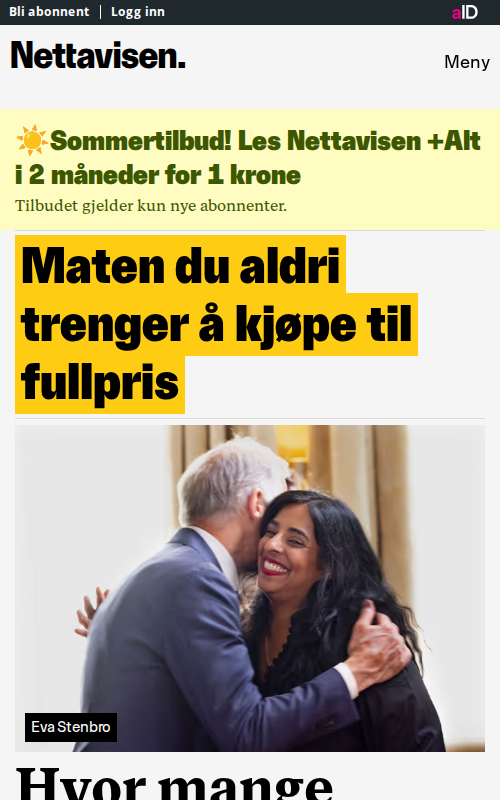 Bli abonnent | Logg inn
aID
Nettavisen.
Meny
☀️Sommertilbud! Les Nettavisen +Alt
i 2 måneder for 1 krone
Tilbudet gjelder kun nye abonnenter.
Maten du aldri
trenger å kjøpe til
fullpris
Eva Stenbro
Hvor mange